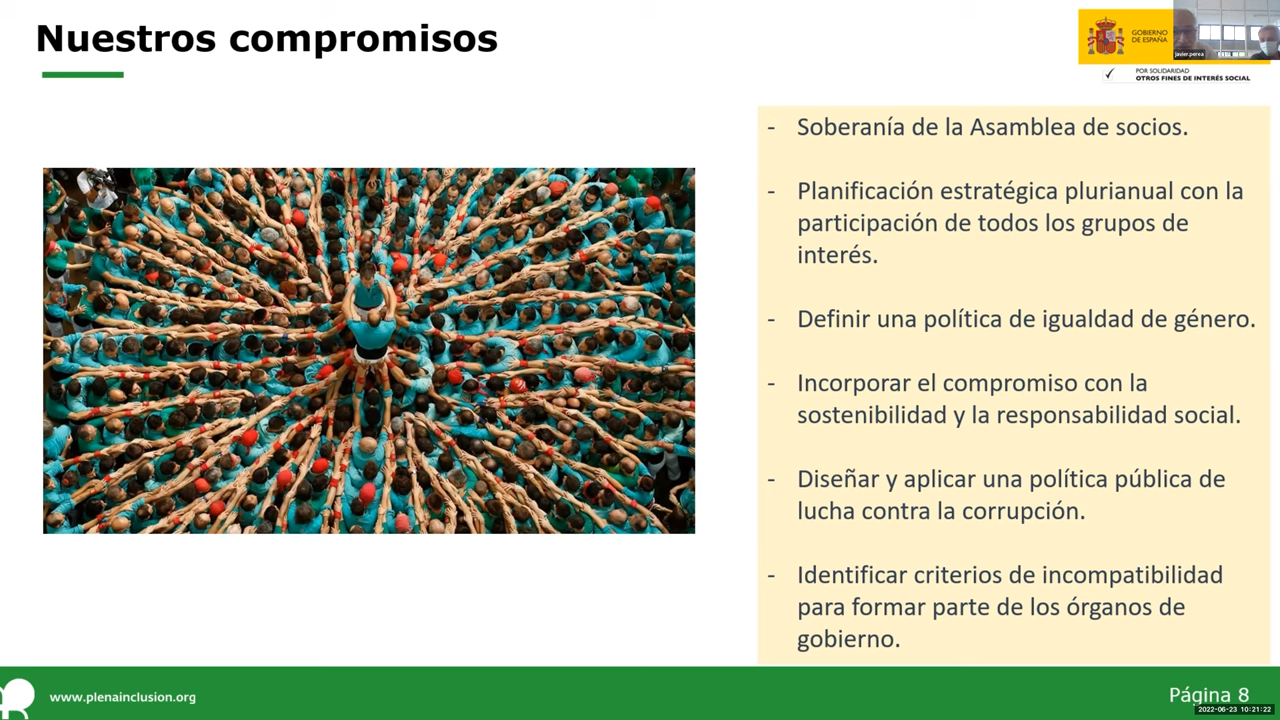 Nuestros compromisos
GOBIERNO
DE ESPAÑA
javier.perea
POR SOLIDARIDAD
OTROS FINES DE INTERÉS SOCIAL
- Soberanía de la Asamblea de socios.
- Planificación estratégica plurianual con la
participación de todos los grupos de
interés.
- Definir una política de igualdad de género.
- Incorporar el compromiso con la
sostenibilidad y la responsabilidad social.
- Diseñar y aplicar una política pública de
lucha contra la corrupción.
- Identificar criterios de incompatibilidad
para formar parte de los órganos de
gobierno.
www.plenainclusion.org
Página 8
2022-06-23 10:21:22